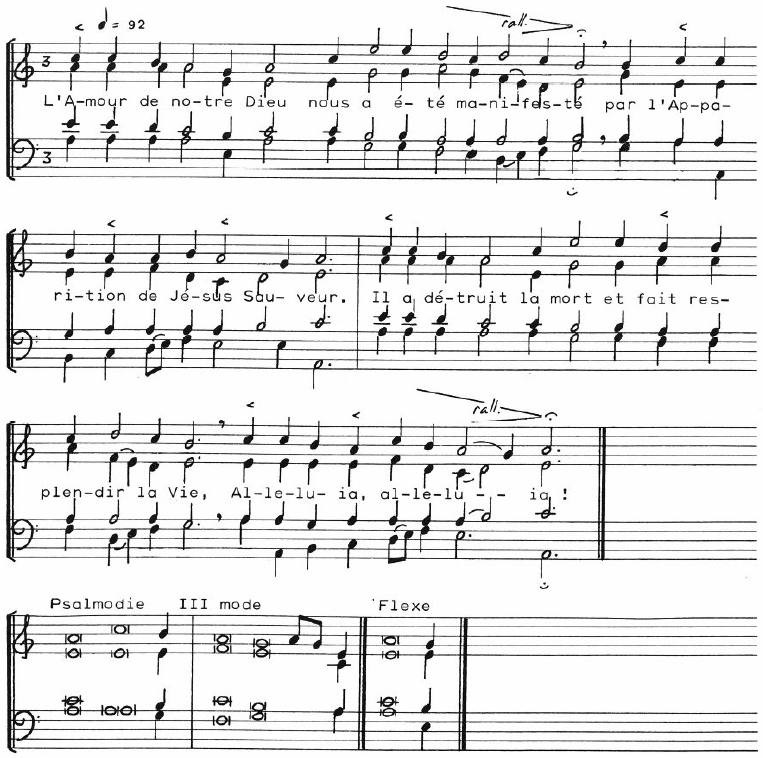 = 92
rall.
3
L'A-mour de no-tre Dieu nous a é-té ma-ni-fes-té par l'Ap-pa-
3
ri-tion de Jé-sus Sau-veur. Il a dé-truit la mort et fait res-
rall.
plen-dir la Vie, Al-le-lu-ia, al-le-lu - - ia !
Psalmodie III mode Flexe